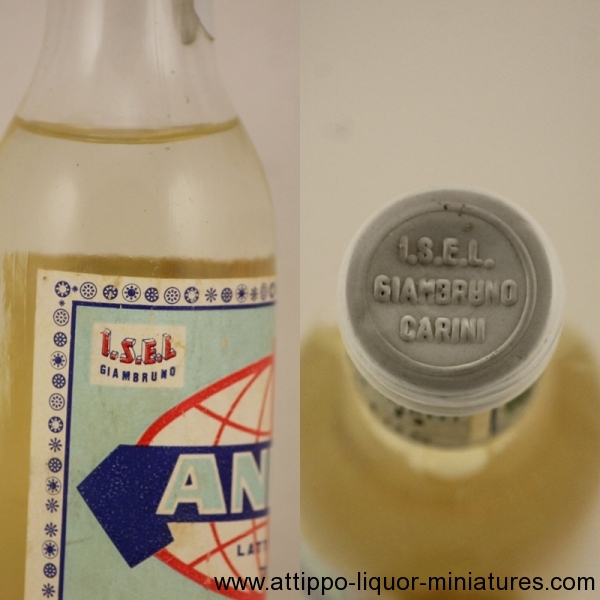 I.S.E.L
GIAMBRUNO
AN
LATT
I.S.E.L.
GIAMBRUNO
CARINI
www.attippo-liquor-miniatures.com